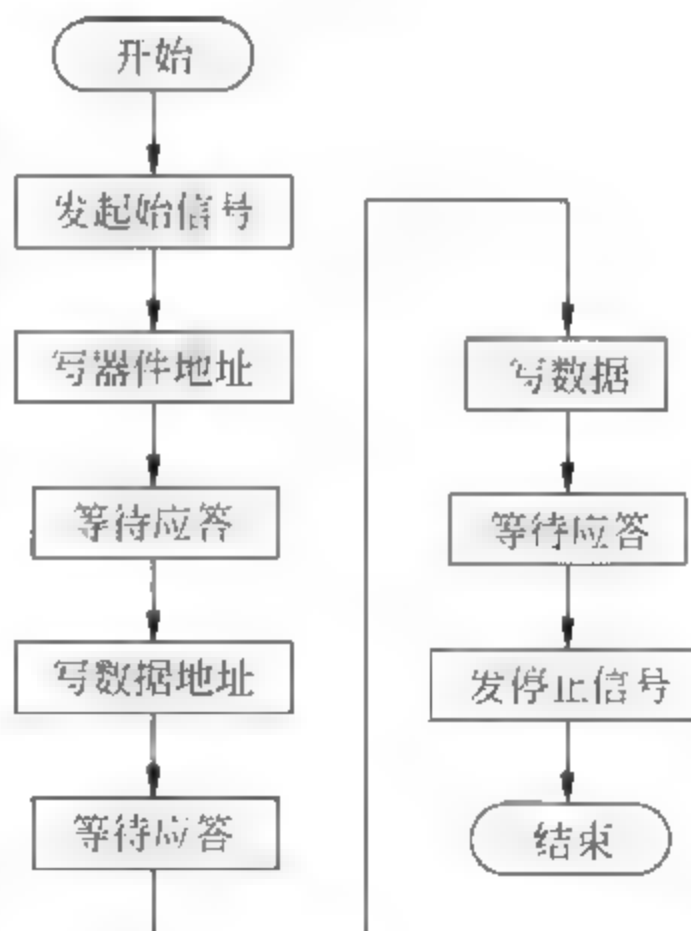 开始
发起始信号
写器件地址
等待应答
写数据地址
等待应答
写数据
等待应答
发停止信号
结束